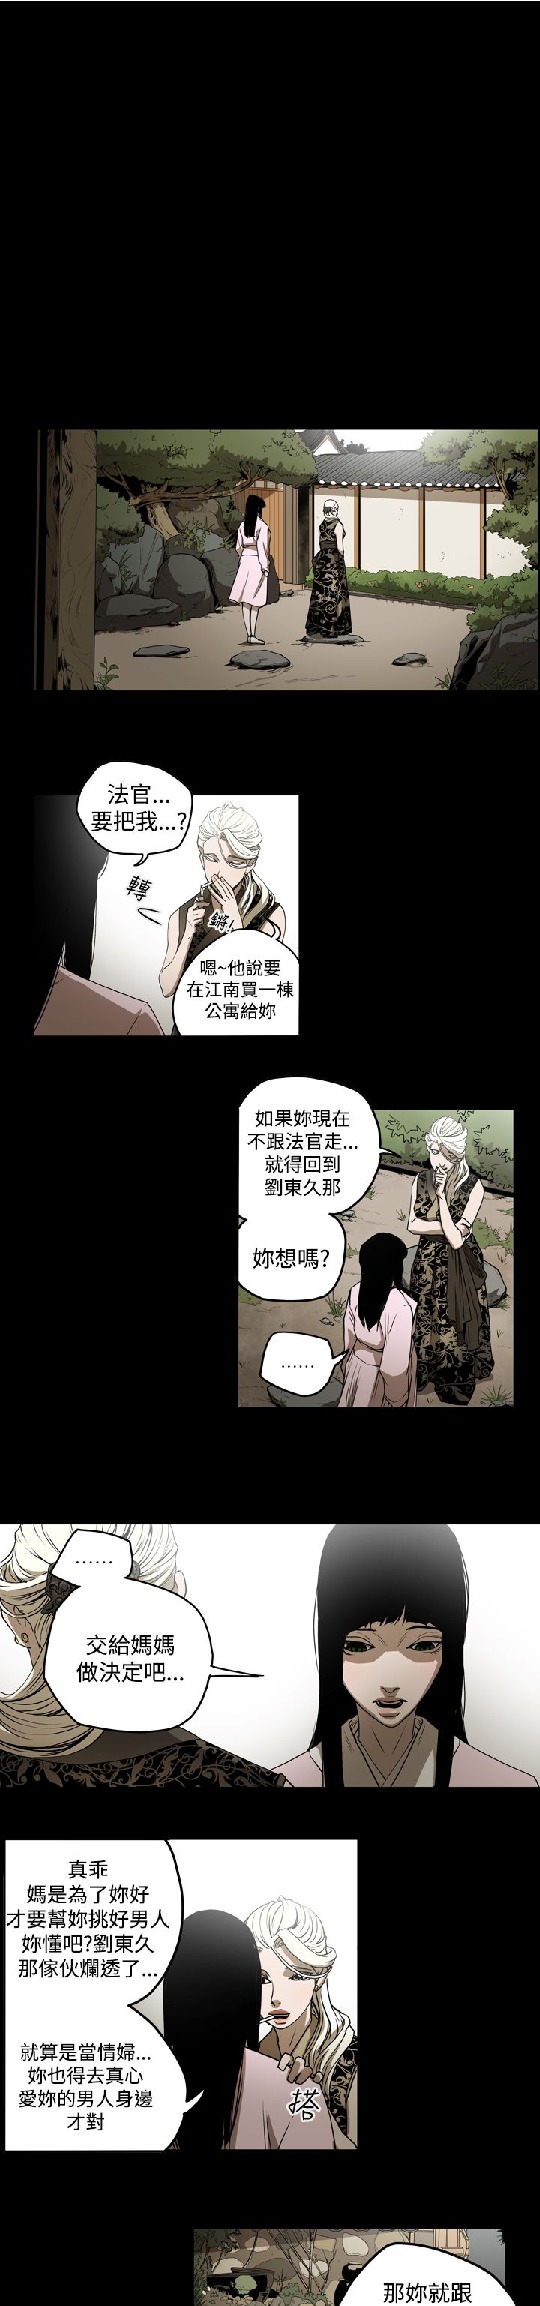 法官...
要把我...?
轉
鏘!
嗯~他說要
在江南買一棟
公寓給妳
如果妳現在
不跟法官走...
就得回到
劉東久那
妳想嗎?
......
......
交給媽媽
做決定吧...
真乖
媽是為了妳好
才要幫妳挑好男人
妳懂吧?劉東久
那傢伙爛透了...
就算是當情婦...
妳也得去真心
愛妳的男人身邊
才對
搭
那妳就跟